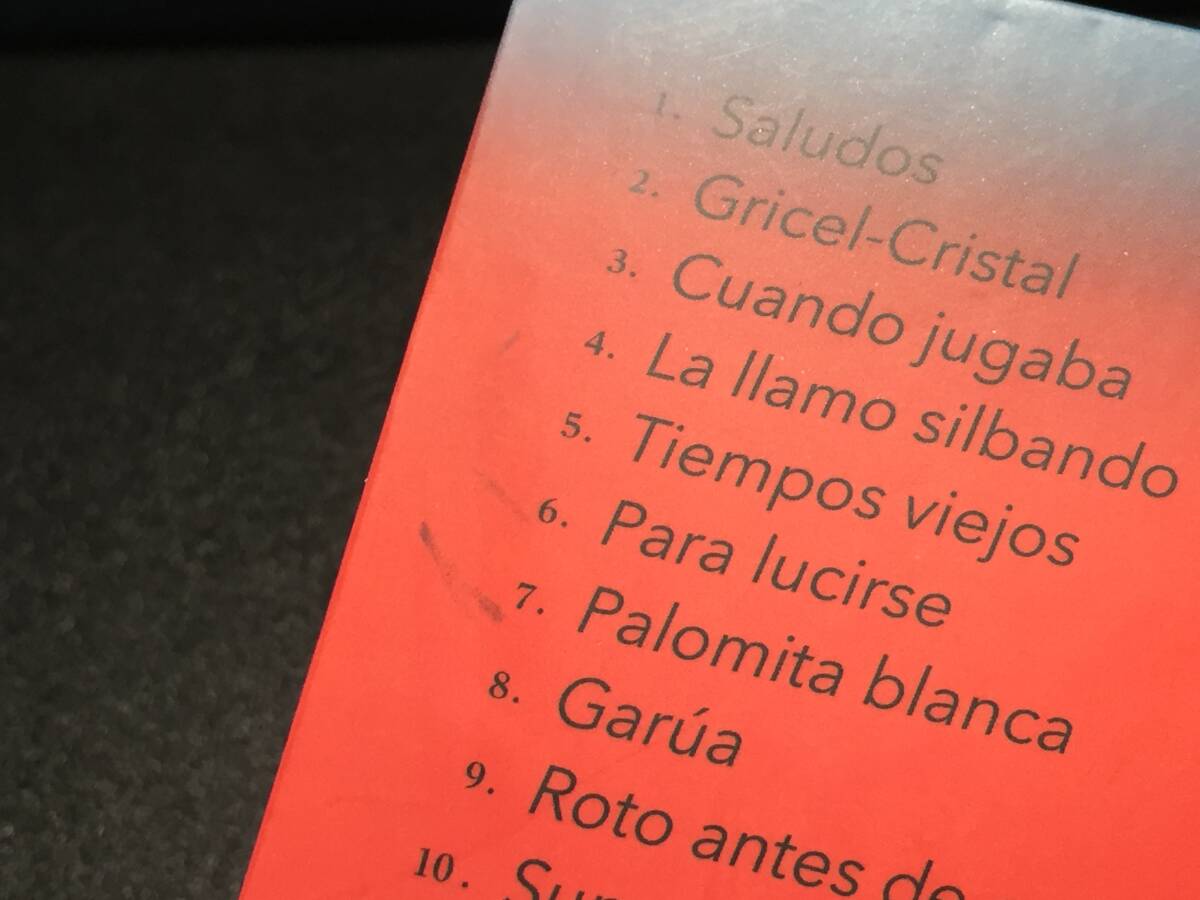 1. Saludos
2. Gricel-Cristal
3. Cuando jugaba
4. La llamo silbando
5. Tiempos viejos
6. Para lucirse
7. Palomita blanca
8. Garúa
9. Roto antes de
10.